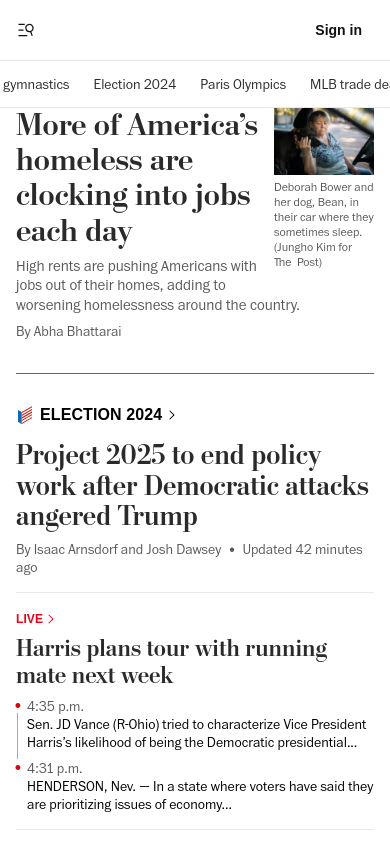 Sign in
gymnastics Election 2024 Paris Olympics MLB trade de
More of America’s
homeless are
clocking into jobs
each day
High rents are pushing Americans with
jobs out of their homes, adding to
worsening homelessness around the country.
By Abha Bhattarai
Deborah Bower and
her dog, Bean, in
their car where they
sometimes sleep.
(Jungho Kim for
The Post)
ELECTION 2024
Project 2025 to end policy
work after Democratic attacks
angered Trump
By Isaac Arnsdorf and Josh Dawsey • Updated 42 minutes
ago
LIVE
Harris plans tour with running
mate next week
4:35 p.m.
Sen. JD Vance (R-Ohio) tried to characterize Vice President
Harris’s likelihood of being the Democratic presidential...
4:31 p.m.
HENDERSON, Nev. — In a state where voters have said they
are prioritizing issues of economy...